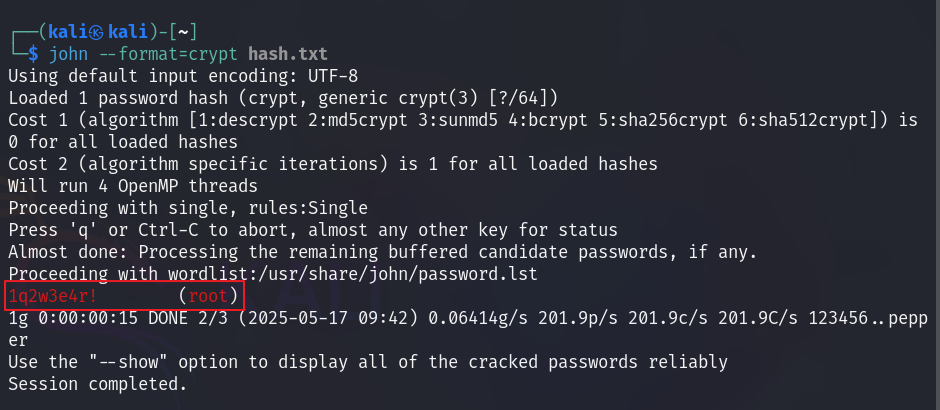 ┌──(kali㉿kali)-[~]
└─$ john --format=crypt hash.txt
Using default input encoding: UTF-8
Loaded 1 password hash (crypt, generic crypt(3) [?/64])
Cost 1 (algorithm [1:descrypt 2:md5crypt 3:sunmd5 4:bcrypt 5:sha256crypt 6:sha512crypt]) is
0 for all loaded hashes
Cost 2 (algorithm specific iterations) is 1 for all loaded hashes
Will run 4 OpenMP threads
Proceeding with single, rules:Single
Press 'q' or Ctrl-C to abort, almost any other key for status
Almost done: Processing the remaining buffered candidate passwords, if any.
Proceeding with wordlist:/usr/share/john/password.lst
1q2w3e4r!        (root)
1g 0:00:00:15 DONE 2/3 (2025-05-17 09:42) 0.06414g/s 201.9p/s 201.9c/s 201.9C/s 123456..pepp
er
Use the "--show" option to display all of the cracked passwords reliably
Session completed.